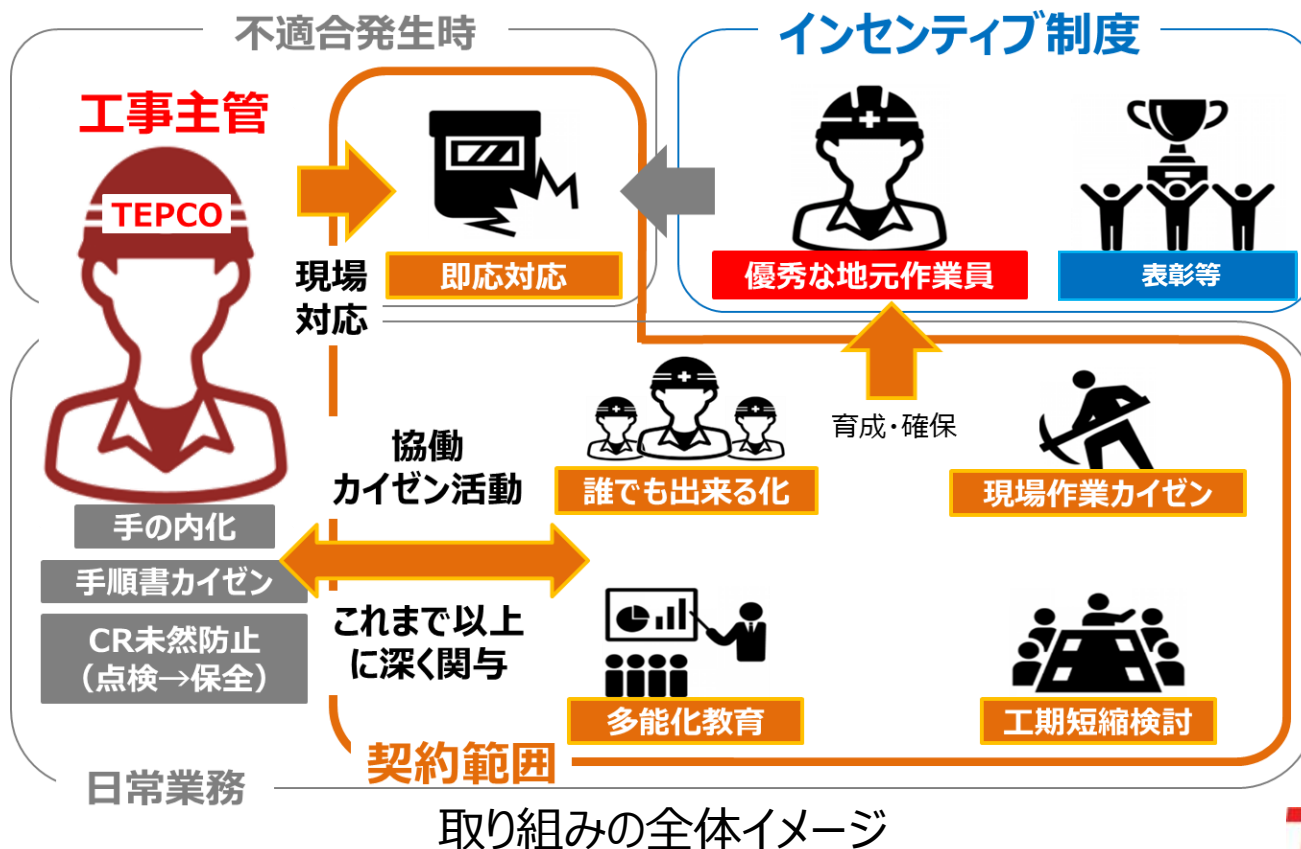 不適合発生時
インセンティブ制度
工事主管
TEPCO
現場
対応
即応対応
優秀な地元作業員
表彰等
育成・確保
協働
カイゼン活動
誰でも出来る化
現場作業カイゼン
手の内化
手順書カイゼン
CR未然防止
（点検→保全）
これまで以上
に深く関与
多能化教育
工期短縮検討
契約範囲
日常業務
取り組みの全体イメージ